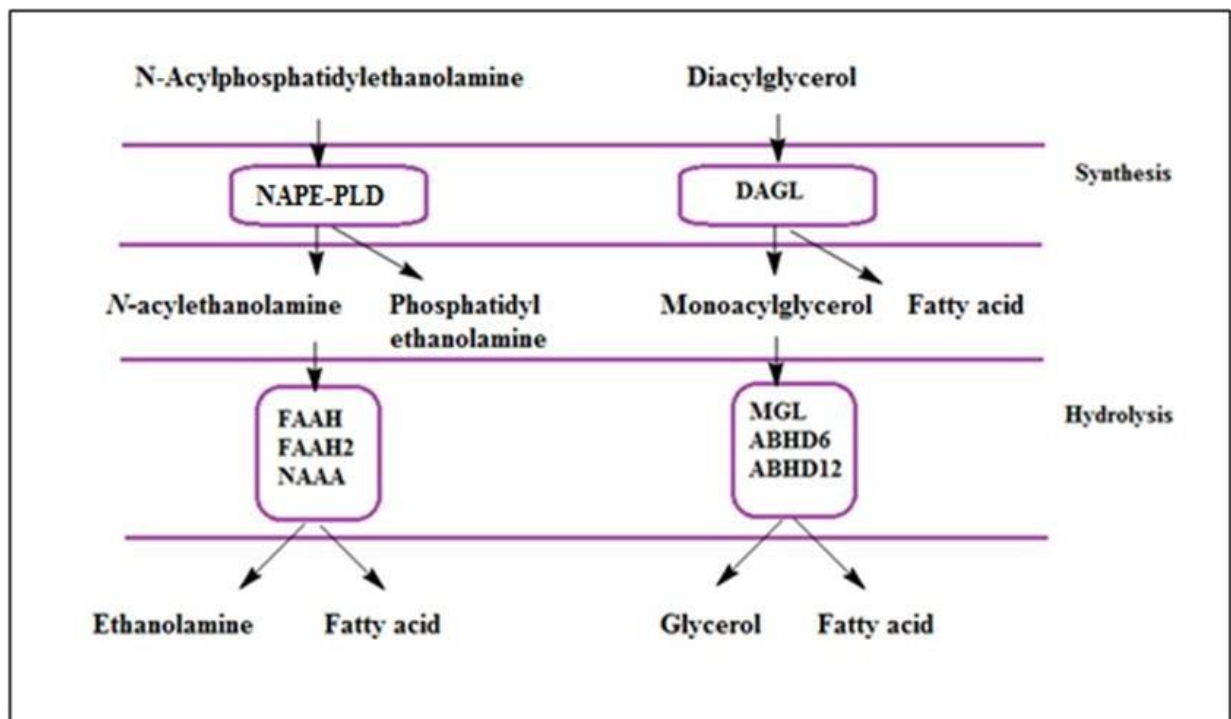 N-Acylphosphatidylethanolamine
Diacylglycerol
NAPE-PLD
DAGL
Synthesis
N-acylethanolamine
Phosphatidyl
ethanolamine
Monoacylglycerol
Fatty acid
FAAH
FAAH2
NAAA
MGL
ABHD6
ABHD12
Hydrolysis
Ethanolamine
Fatty acid
Glycerol
Fatty acid